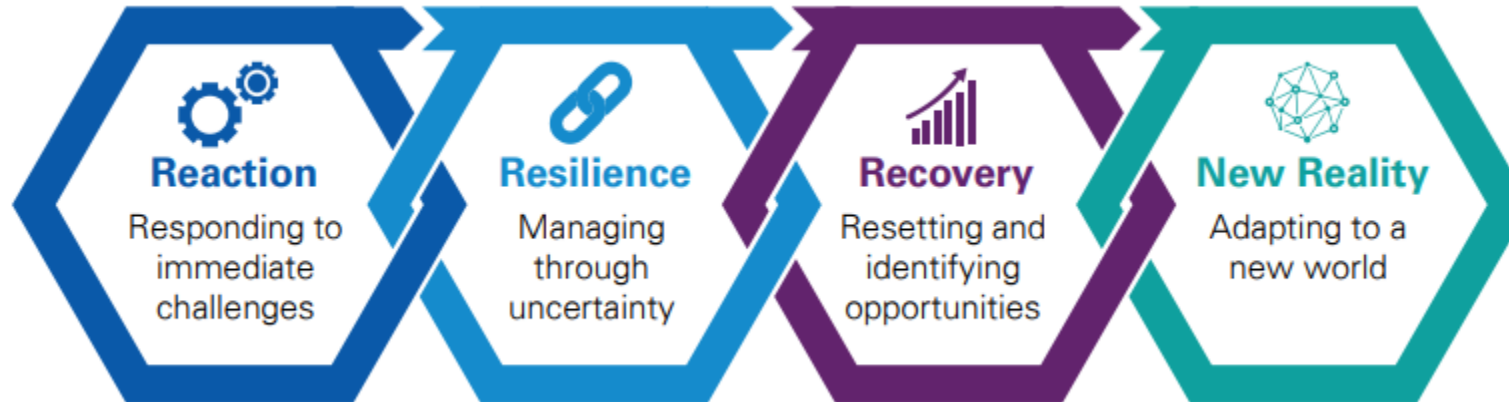 Reaction
Responding to
immediate
challenges
Resilience
Managing
through
uncertainty
Recovery
Resetting and
identifying
opportunities
New Reality
Adapting to a
new world